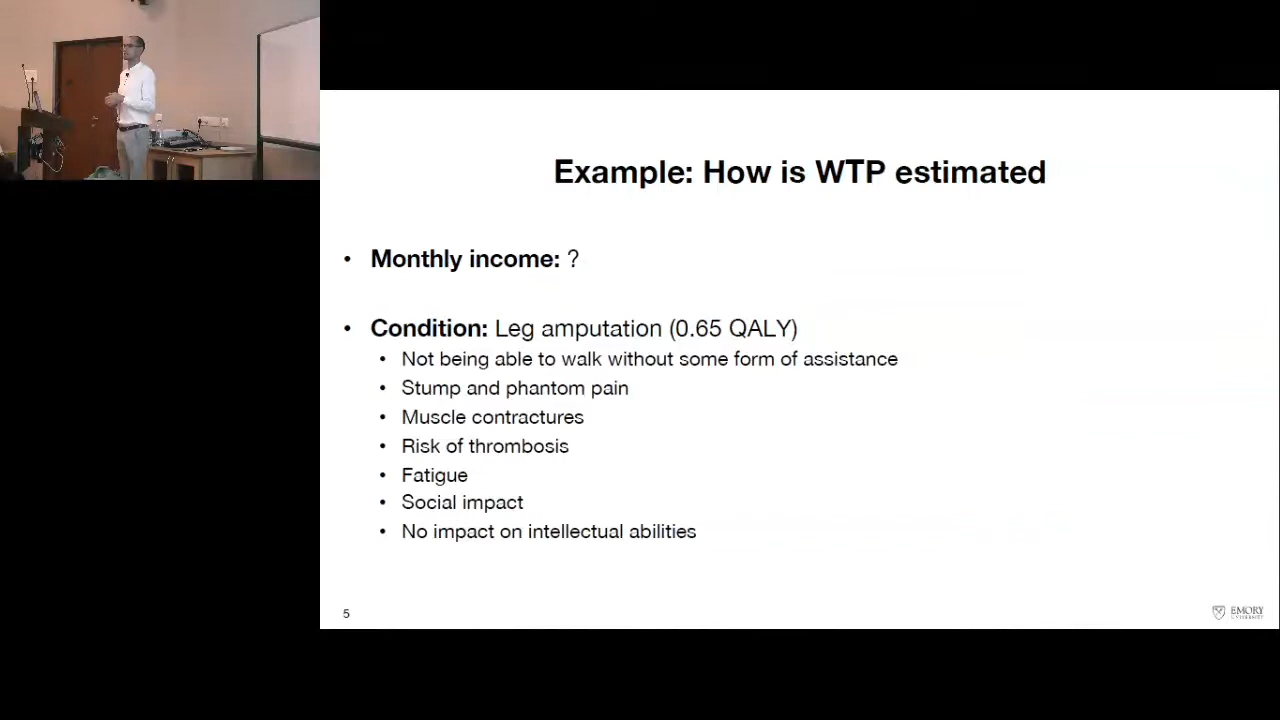 Example: How is WTP estimated
• Monthly income: ?
• Condition: Leg amputation (0.65 QALY)
• Not being able to walk without some form of assistance
• Stump and phantom pain
• Muscle contractures
• Risk of thrombosis
• Fatigue
• Social impact
• No impact on intellectual abilities
5
EMORY
UNIVERSITY